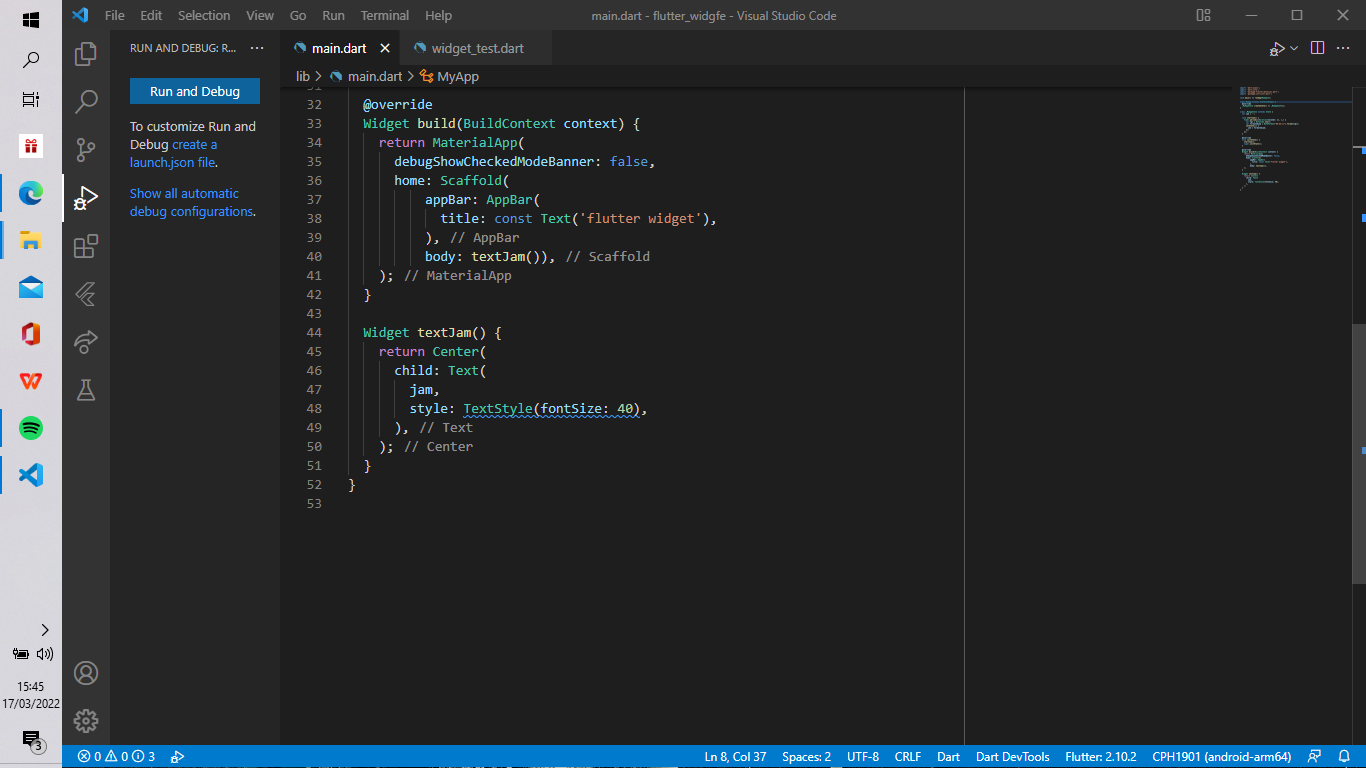 File Edit Selection View Go Run Terminal Help
main.dart - flutter_widgfe - Visual Studio Code
RUN AND DEBUG: R...
main.dart
widget_test.dart
lib > main.dart > MyApp
Run and Debug
To customize Run and
Debug create a
launch.json file.
Show all automatic
debug configurations.
32 @override
33 Widget build(BuildContext context) {
34 return MaterialApp(
35 debugShowCheckedModeBanner: false,
36 home: Scaffold(
37 appBar: AppBar(
38 title: const Text('flutter widget'),
39 ), // AppBar
40 body: textJam()), // Scaffold
41 ); // MaterialApp
42 }
43
44 Widget textJam() {
45 return Center(
46 child: Text(
47 jam,
48 style: TextStyle(fontSize: 40),
49 ), // Text
50 ); // Center
51 }
52 }
53
15:45
17/03/2022
3
0 0 3
Ln 8, Col 37
Spaces: 2
UTF-8
CRLF
Dart
Dart DevTools
Flutter: 2.10.2
CPH1901 (android-arm64)